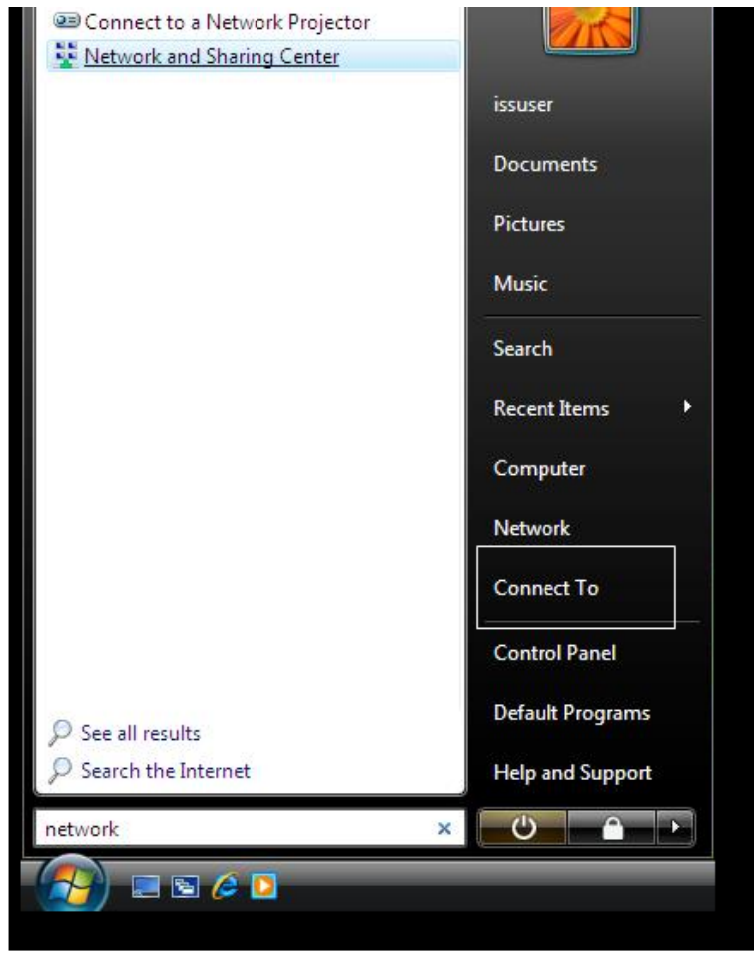 Connect to a Network Projector
Network and Sharing Center
See all results
Search the Internet
network
issuser
Documents
Pictures
Music
Search
Recent Items
Computer
Network
Connect To
Control Panel
Default Programs
Help and Support